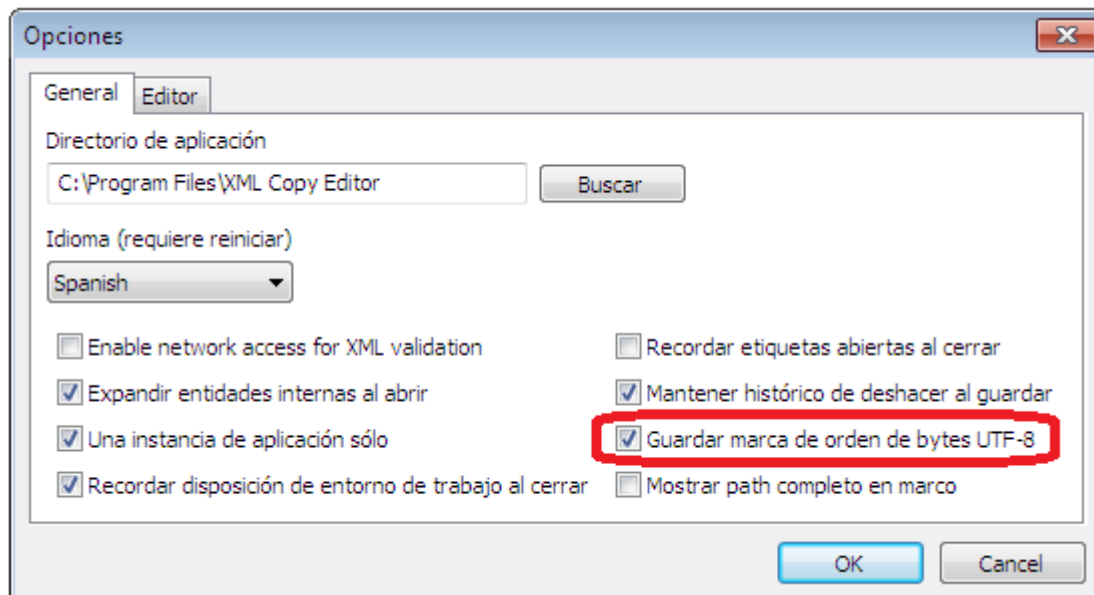 Opciones
General Editor
Directorio de aplicación
C:\Program Files\XML Copy Editor Buscar
Idioma (requiere reiniciar)
Spanish
Enable network access for XML validation Recordar etiquetas abiertas al cerrar
Expandir entidades internas al abrir Mantener histórico de deshacer al guardar
Una instancia de aplicación sólo Guardar marca de orden de bytes UTF-8
Recordar disposición de entorno de trabajo al cerrar Mostrar path completo en marco
OK Cancel